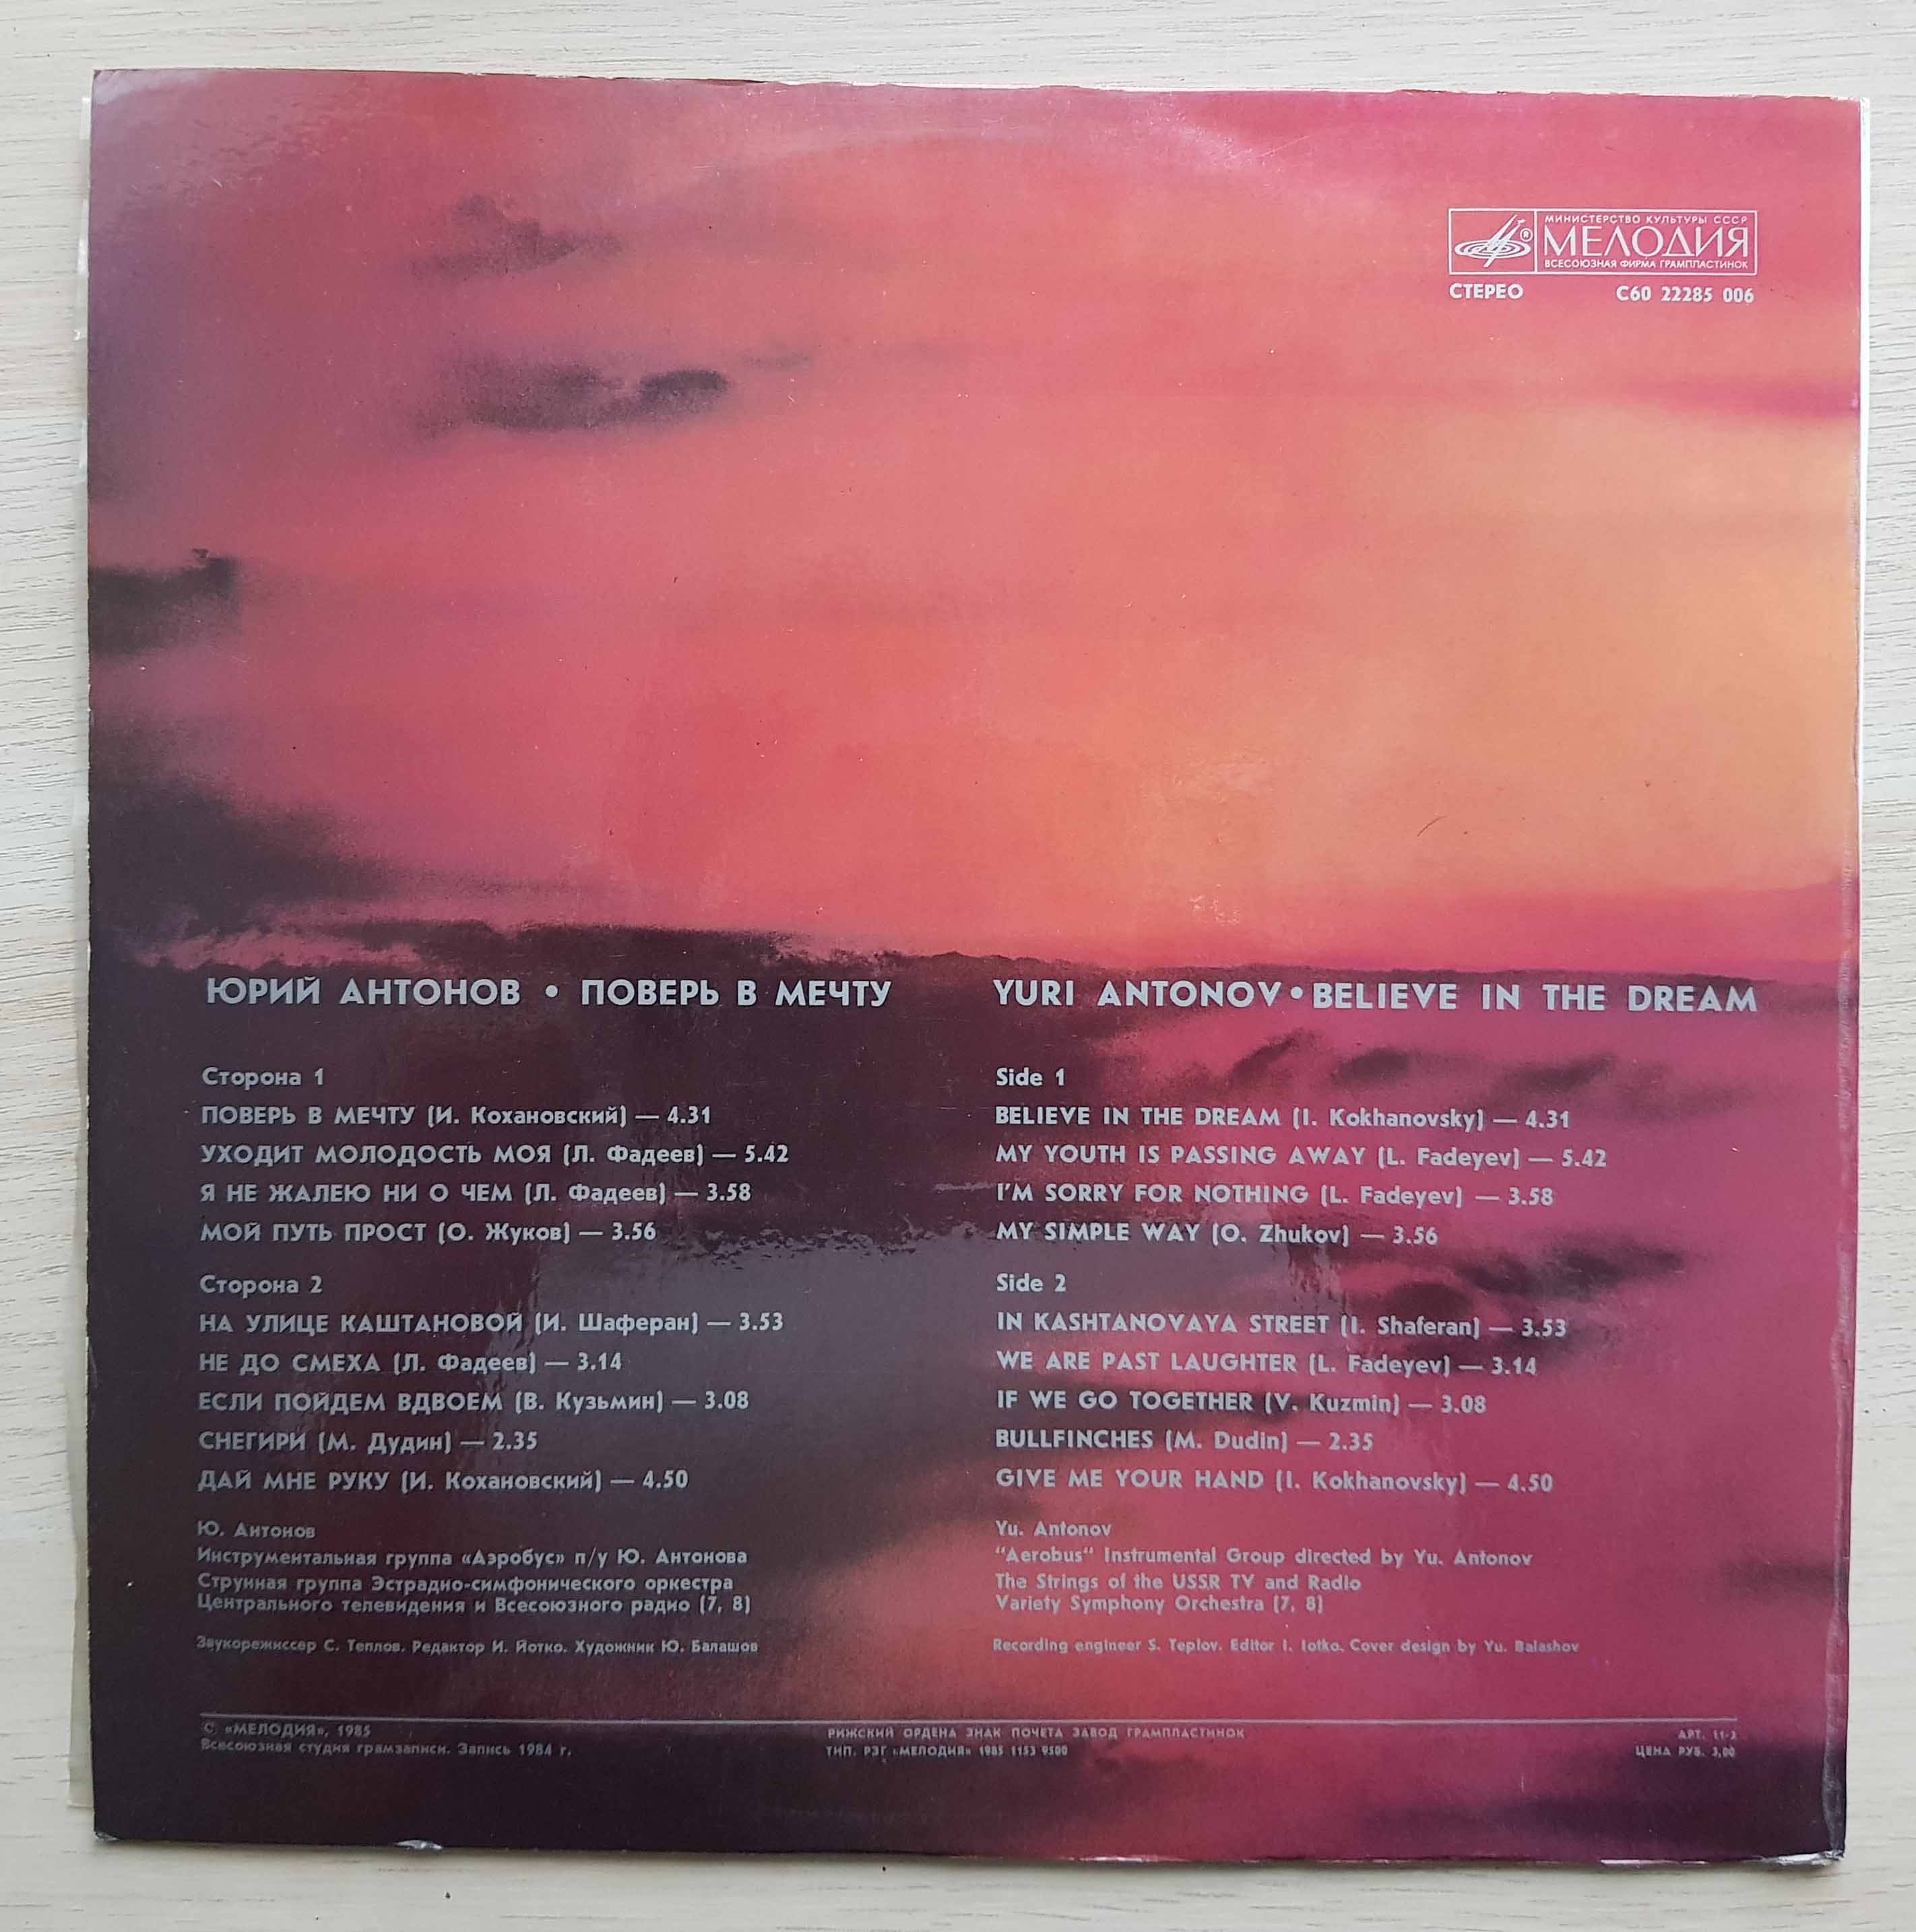 МИНИСТЕРСТВО КУЛЬТУРЫ СССР
МЕЛОДИЯ
ВСЕСОЮЗНАЯ ФИРМА ГРАМПЛАСТИНОК
СТЕРЕО С60 22285 006
ЮРИЙ АНТОНОВ • ПОВЕРЬ В МЕЧТУ
Сторона 1
ПОВЕРЬ В МЕЧТУ (И. Кохановский) — 4.31
УХОДИТ МОЛОДОСТЬ МОЯ (Л. Фадеев) — 5.42
Я НЕ ЖАЛЕЮ НИ О ЧЕМ (Л. Фадеев) — 3.58
МОЙ ПУТЬ ПРОСТ (О. Жуков) — 3.56
Сторона 2
НА УЛИЦЕ КАШТАНОВОЙ (И. Шаферан) — 3.53
НЕ ДО СМЕХА (Л. Фадеев) — 3.14
ЕСЛИ ПОЙДЕМ ВДВОЕМ (В. Кузьмин) — 3.08
СНЕГИРИ (М. Дудин) — 2.35
ДАЙ МНЕ РУКУ (И. Кохановский) — 4.50
Ю. Антонов
Инструментальная группа «Аэробус» п/у Ю. Антонова
Струнная группа Эстрадно-симфонического оркестра
Центрального телевидения и Всесоюзного радио (7, 8)
Звукорежиссер С. Теплов. Редактор И. Йотко. Художник Ю. Балашов
YURI ANTONOV • BELIEVE IN THE DREAM
Side 1
BELIEVE IN THE DREAM (I. Kokhanovsky) — 4.31
MY YOUTH IS PASSING AWAY (L. Fadeyev) — 5.42
I'M SORRY FOR NOTHING (L. Fadeyev) — 3.58
MY SIMPLE WAY (O. Zhukov) — 3.56
Side 2
IN KASHTANOVAYA STREET (I. Shaferan) — 3.53
WE ARE PAST LAUGHTER (L. Fadeyev) — 3.14
IF WE GO TOGETHER (V. Kuzmin) — 3.08
BULLFINCHES (M. Dudin) — 2.35
GIVE ME YOUR HAND (I. Kokhanovsky) — 4.50
Yu. Antonov
“Aerobus“ Instrumental Group directed by Yu. Antonov
The Strings of the USSR TV and Radio
Variety Symphony Orchestra (7, 8)
Recording engineer S. Teplov. Editor I. Iotko. Cover design by Yu. Balashov
© «МЕЛОДИЯ», 1985
Всесоюзная студия грамзаписи. Запись 1984 г.
РИЖСКИЙ ОРДЕНА ЗНАК ПОЧЕТА ЗАВОД ГРАМПЛАСТИНОК
ТИП. РЗГ «МЕЛОДИЯ» 1985 1153 9500
АРТ. 11-3
ЦЕНА РУБ. 3,00